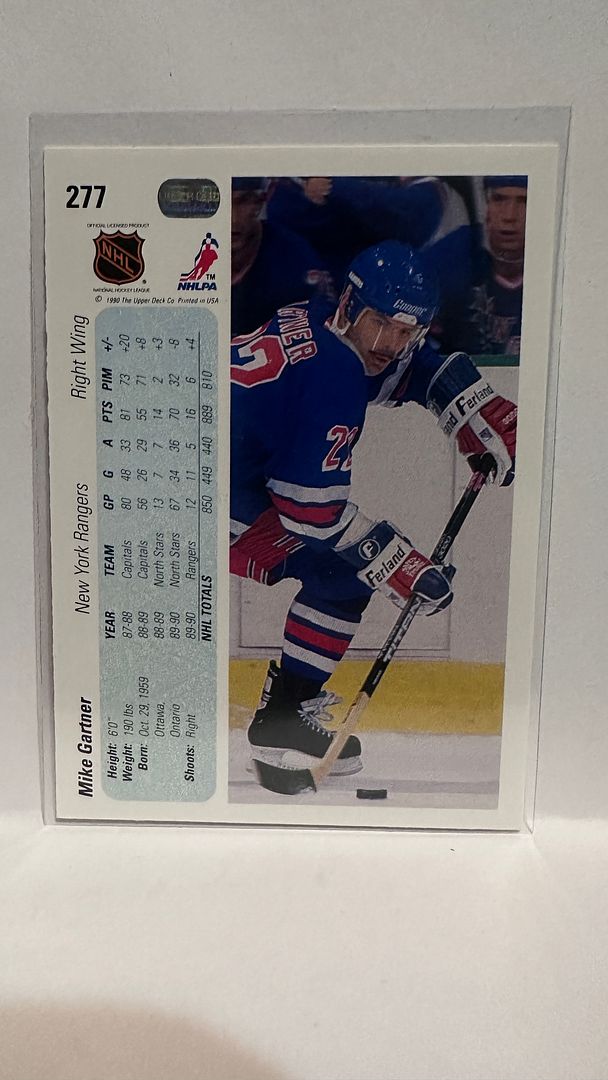 277
OFFICIAL LICENSED PRODUCT
NHL
®
NATIONAL HOCKEY LEAGUE
TM
NHLPA
© 1990 The Upper Deck Co. Printed in USA
Mike Gartner New York Rangers Right Wing
Height: 6'0"
Weight: 190 lbs
Born: Oct. 29, 1959
Ottawa,
Ontario
Shoots: Right
YEAR TEAM GP G A PTS PIM +/-
87-88 Capitals 80 48 33 81 73 +20
88-89 Capitals 56 26 29 55 71 +8
88-89 North Stars 13 7 7 14 2 +3
89-90 North Stars 67 34 36 70 32 -8
89-90 Rangers 12 11 5 16 6 +4
NHL TOTALS 850 449 440 889 810
Cooper
22
Ferland
F
Ferland